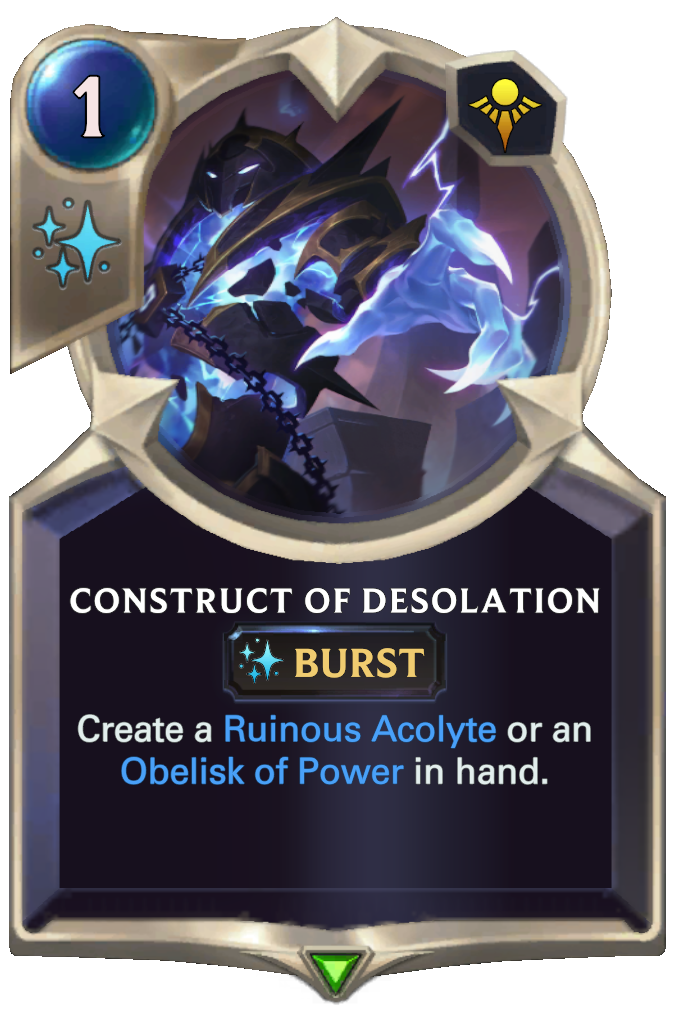 1
CONSTRUCT OF DESOLATION
BURST
Create a Ruinous Acolyte or an
Obelisk of Power in hand.